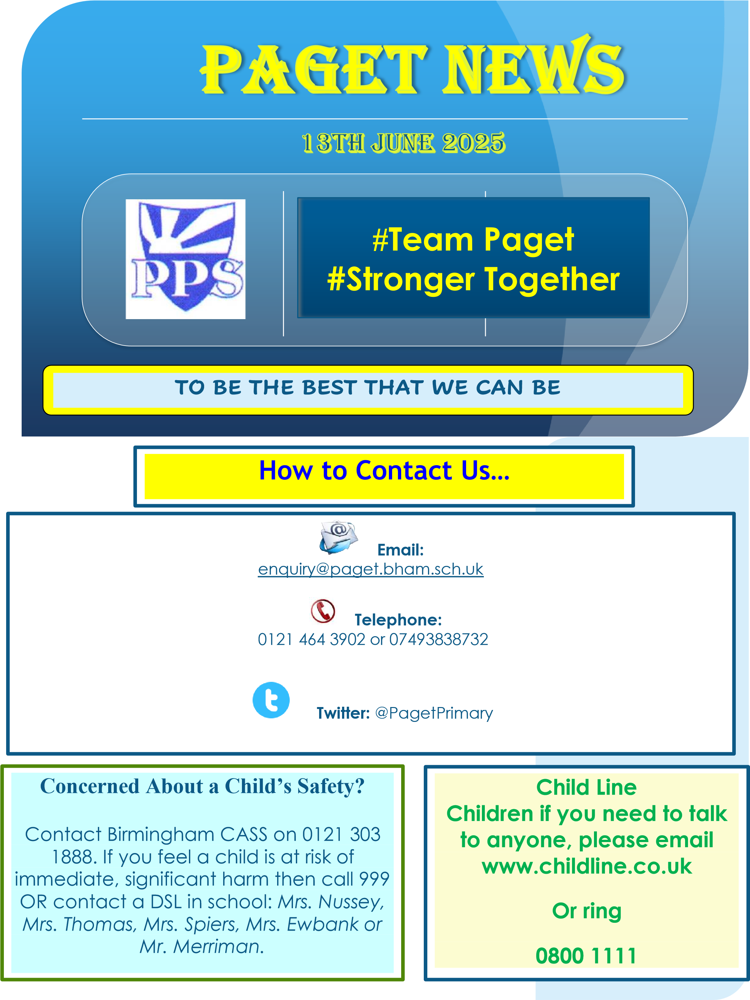 PAGET NEWS
13TH JUNE 2025
PPS
#Team Paget
#Stronger Together
TO BE THE BEST THAT WE CAN BE
How to Contact Us...
@
Email:
enquiry@paget.bham.sch.uk
Telephone:
0121 464 3902 or 07493838732
t
Twitter: @PagetPrimary
Concerned About a Child’s Safety?
Contact Birmingham CASS on 0121 303
1888. If you feel a child is at risk of
immediate, significant harm then call 999
OR contact a DSL in school: Mrs. Nussey,
Mrs. Thomas, Mrs. Spiers, Mrs. Ewbank or
Mr. Merriman.
Child Line
Children if you need to talk
to anyone, please email
www.childline.co.uk
Or ring
0800 1111